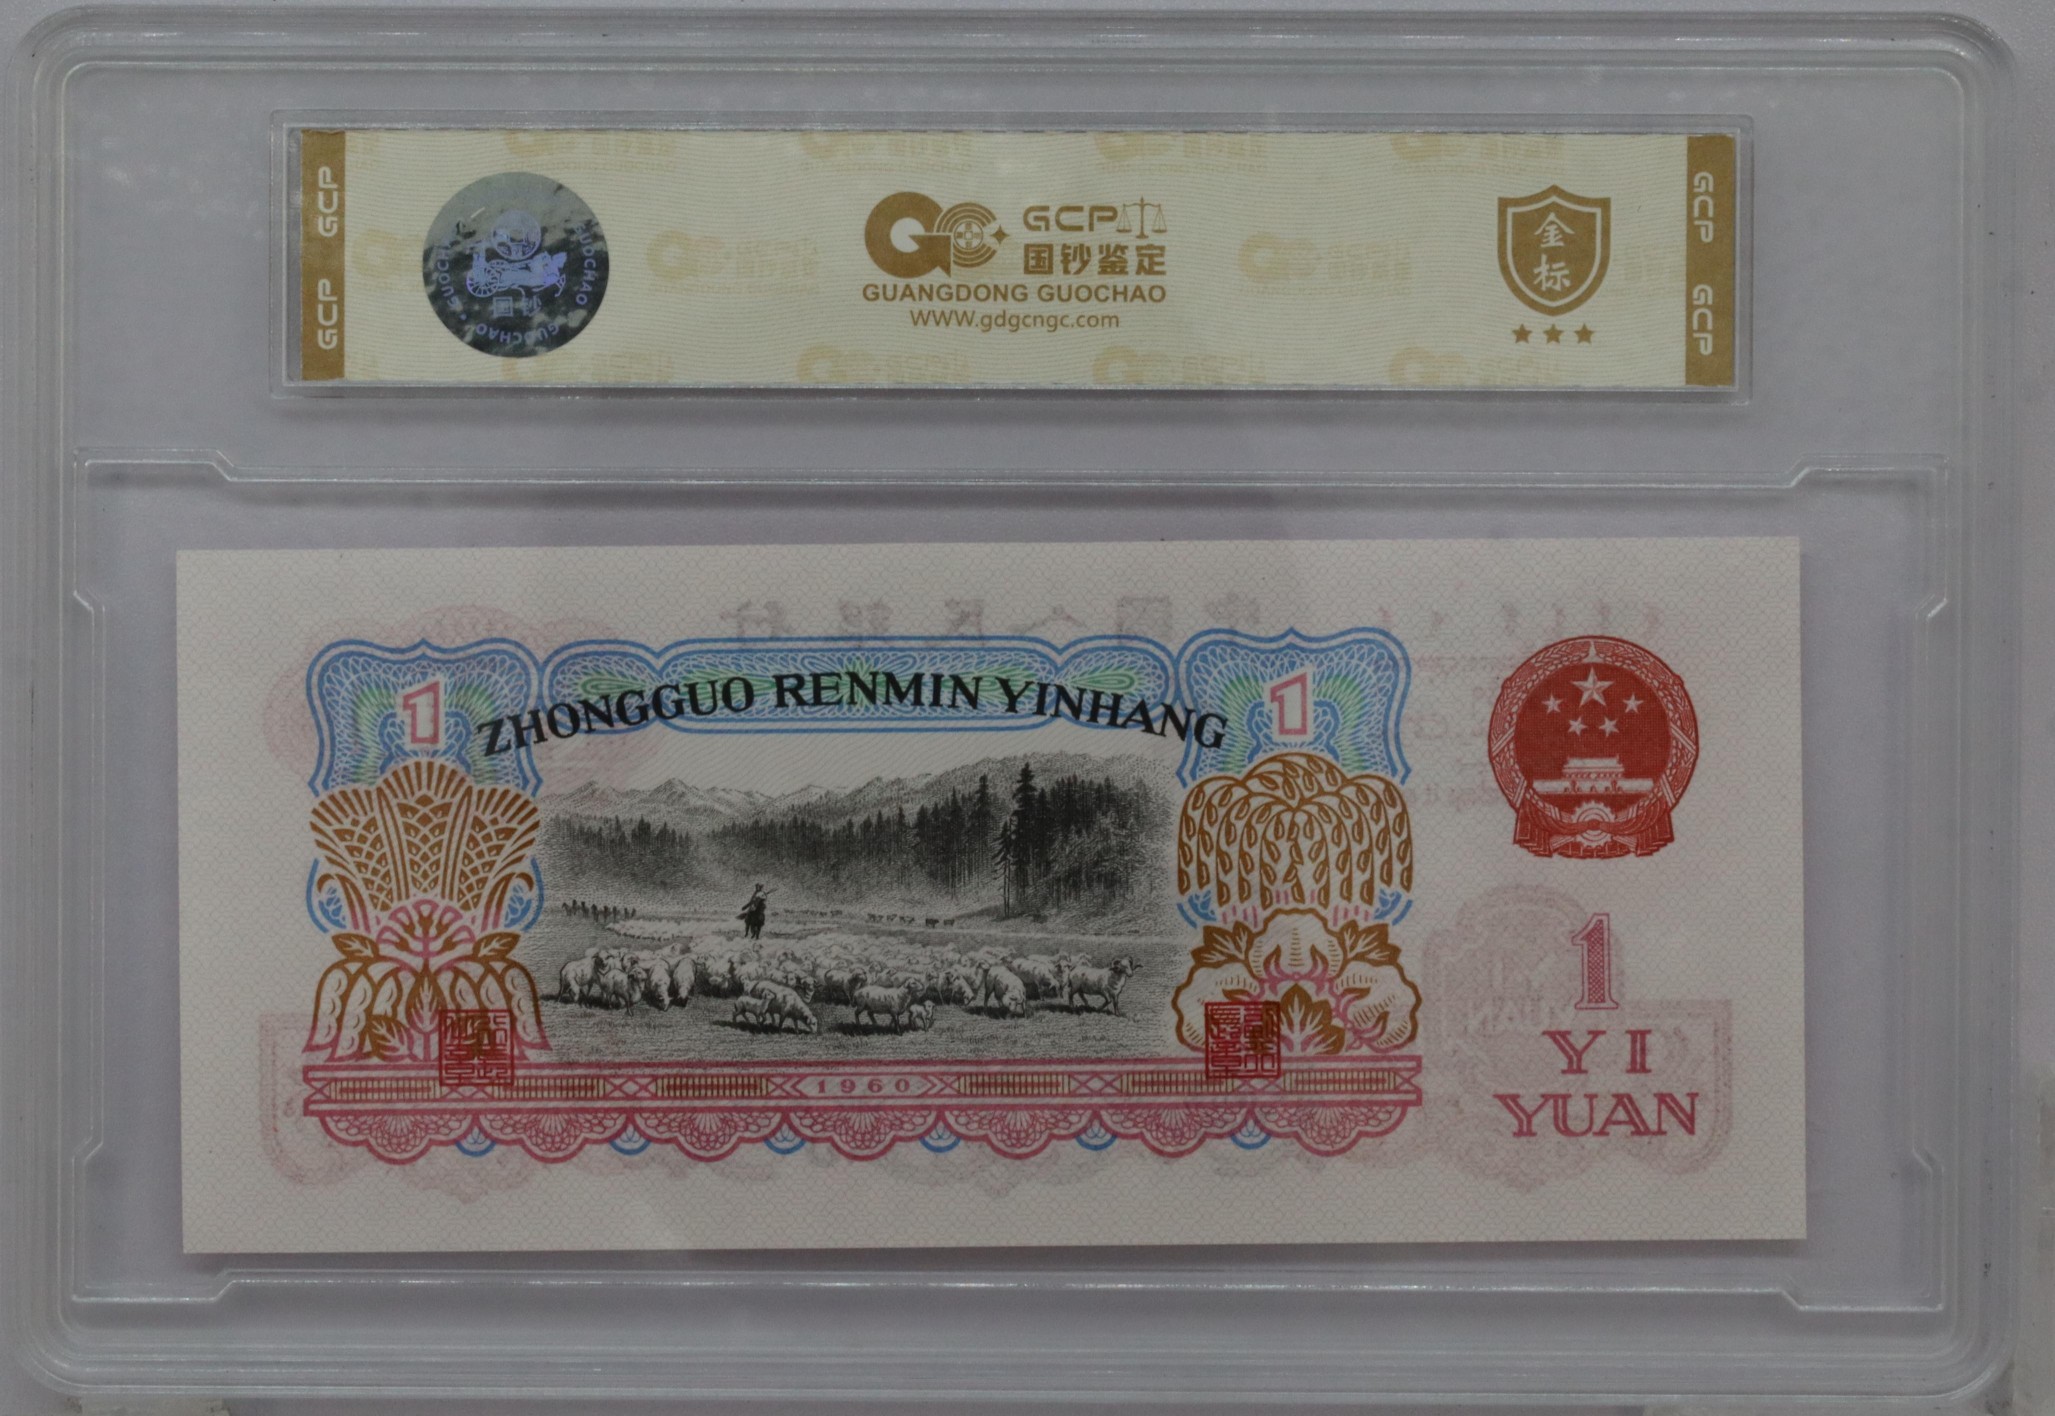 GCP
GCP
GUOCHAO
GUOCHAO
国钞
GCP
国钞鉴定
GUANGDONG GUOCHAO
WWW.gdgcngc.com
金
标
GCP
GCP
1
ZHONGGUO RENMIN YINHANG
1
1960
1
YI
YUAN